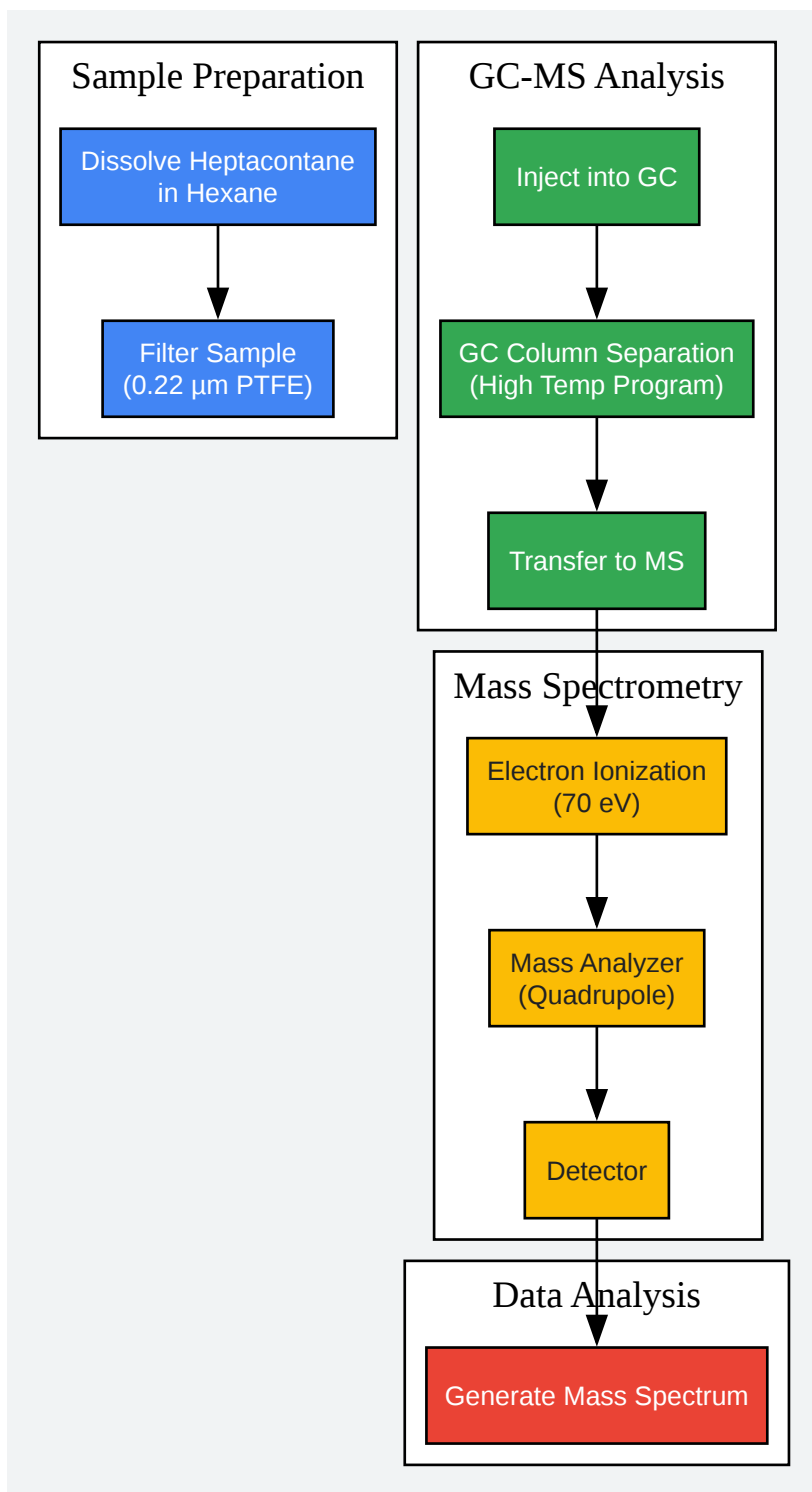 Sample Preparation
Dissolve Heptacontane
in Hexane
Filter Sample
(0.22 µm PTFE)
GC-MS Analysis
Inject into GC
GC Column Separation
(High Temp Program)
Transfer to MS
Mass Spectrometry
Electron Ionization
(70 eV)
Mass Analyzer
(Quadrupole)
Detector
Data Analysis
Generate Mass Spectrum